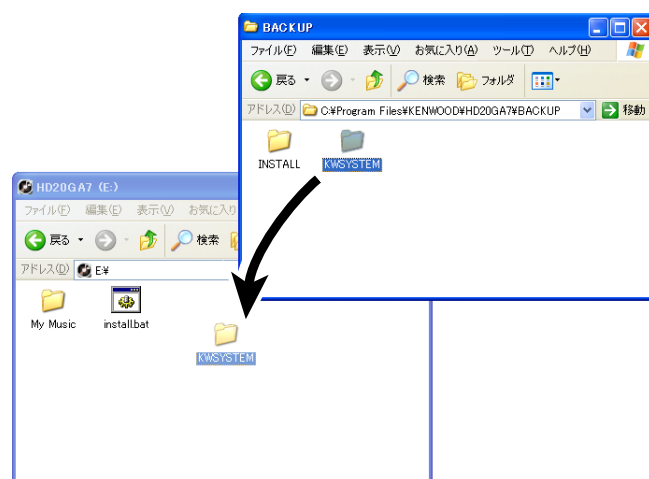 BACKUP
ファイル(F) 編集(E) 表示(V) お気に入り(A) ツール(T) ヘルプ(H)
戻る 検索 フォルダ
アドレス(D) C:¥Program Files¥KENWOOD¥HD20GA7¥BACKUP 移動
INSTALL KWSYSTEM
HD20GA7 (E:)
ファイル(F) 編集(E) 表示(V) お気に入り
戻る 検索
アドレス(D) E:¥
My Music install.bat
KWSYSTEM